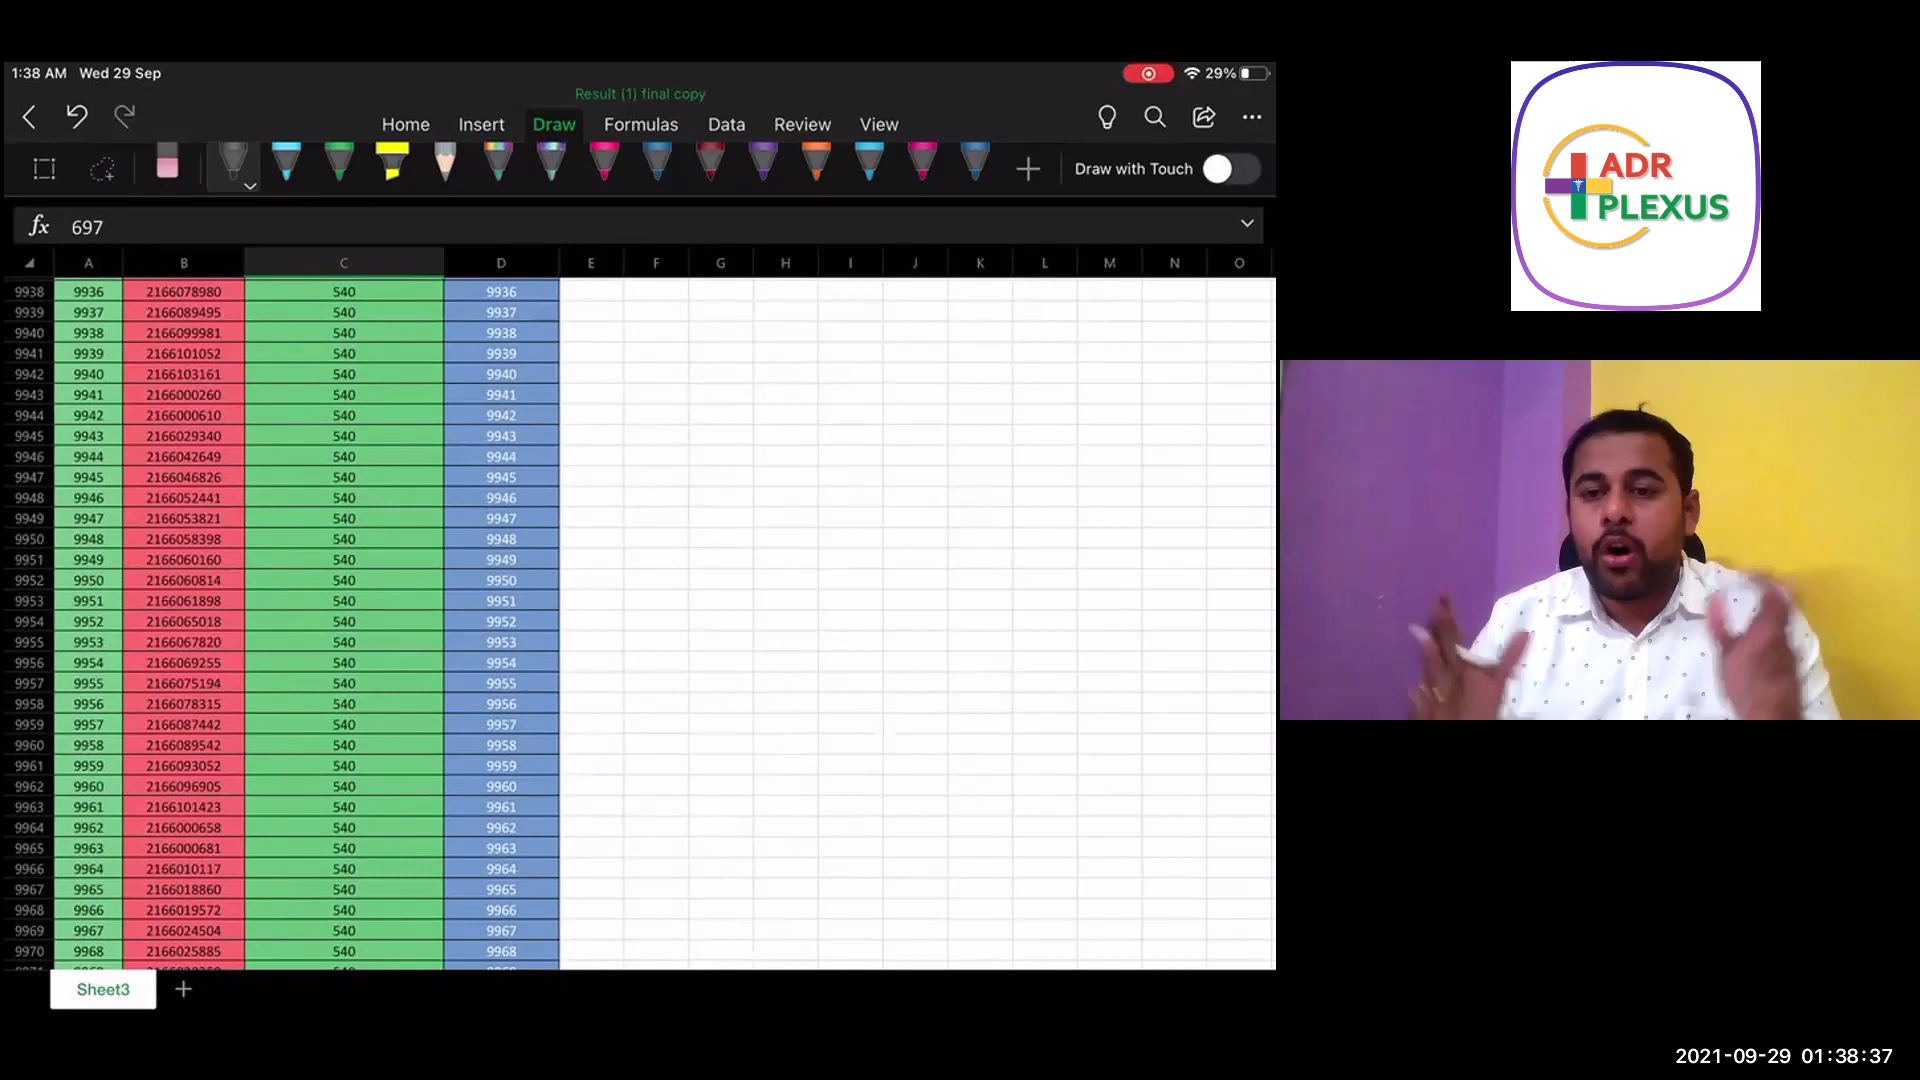 1:38 AM Wed 29 Sep
29%
Result (1) final copy
Home Insert Draw Formulas Data Review View
Draw with Touch
fx 697
A B C D E F G H I J K L M N O
9938 9936 2166078980 540 9936
9939 9937 2166089495 540 9937
9940 9938 2166099981 540 9938
9941 9939 2166101052 540 9939
9942 9940 2166103161 540 9940
9943 9941 2166000260 540 9941
9944 9942 2166000610 540 9942
9945 9943 2166029340 540 9943
9946 9944 2166042649 540 9944
9947 9945 2166046826 540 9945
9948 9946 2166052441 540 9946
9949 9947 2166053821 540 9947
9950 9948 2166058398 540 9948
9951 9949 2166060160 540 9949
9952 9950 2166060814 540 9950
9953 9951 2166061898 540 9951
9954 9952 2166065018 540 9952
9955 9953 2166067820 540 9953
9956 9954 2166069255 540 9954
9957 9955 2166075194 540 9955
9958 9956 2166078315 540 9956
9959 9957 2166087442 540 9957
9960 9958 2166089542 540 9958
9961 9959 2166093052 540 9959
9962 9960 2166096905 540 9960
9963 9961 2166101423 540 9961
9964 9962 2166000658 540 9962
9965 9963 2166000681 540 9963
9966 9964 2166010117 540 9964
9967 9965 2166018860 540 9965
9968 9966 2166019572 540 9966
9969 9967 2166024504 540 9967
9970 9968 2166025885 540 9968
Sheet3
ADR
PLEXUS
2021-09-29 01:38:37